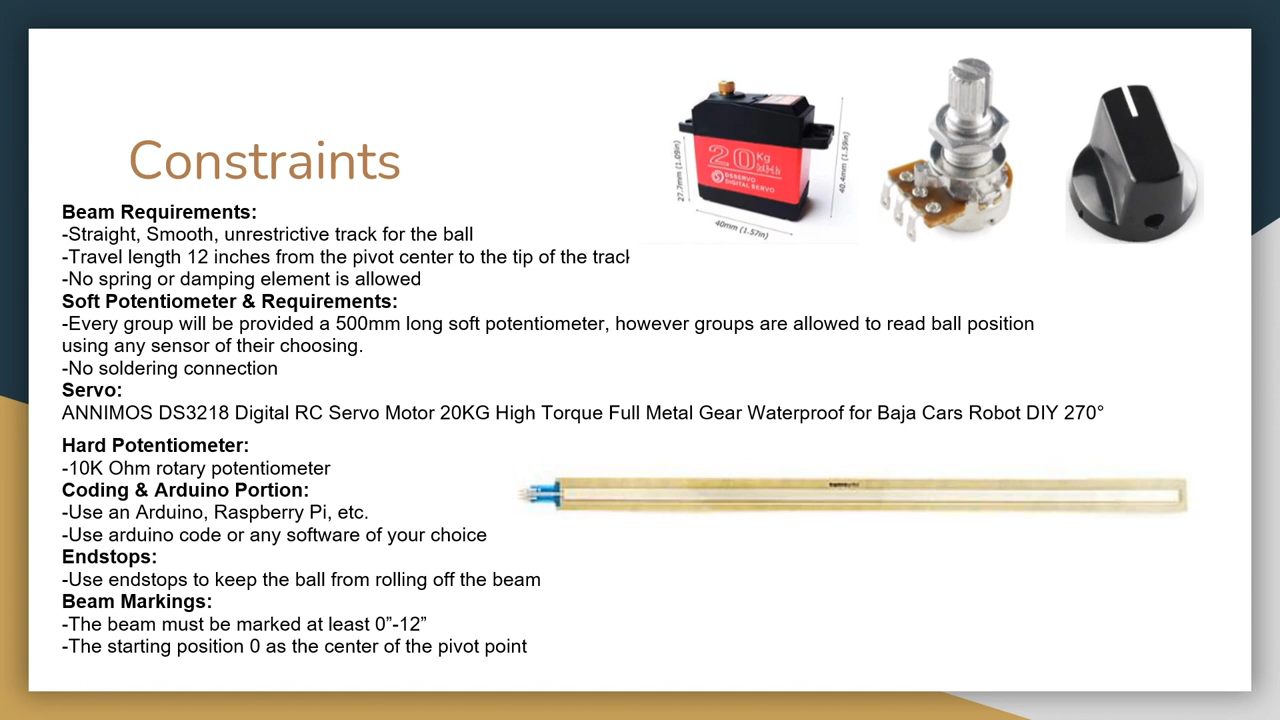 Constraints
Beam Requirements:
-Straight, Smooth, unrestrictive track for the ball
-Travel length 12 inches from the pivot center to the tip of the track
-No spring or damping element is allowed
Soft Potentiometer & Requirements:
-Every group will be provided a 500mm long soft potentiometer, however groups are allowed to read ball position
using any sensor of their choosing.
-No soldering connection
Servo:
ANNIMOS DS3218 Digital RC Servo Motor 20KG High Torque Full Metal Gear Waterproof for Baja Cars Robot DIY 270°
Hard Potentiometer:
-10K Ohm rotary potentiometer
Coding & Arduino Portion:
-Use an Arduino, Raspberry Pi, etc.
-Use arduino code or any software of your choice
Endstops:
-Use endstops to keep the ball from rolling off the beam
Beam Markings:
-The beam must be marked at least 0”-12”
-The starting position 0 as the center of the pivot point
20Kg
DSSERVO
DIGITAL SERVO
27.7mm (1.09in)
40mm (1.57in)
40.4mm (1.59in)